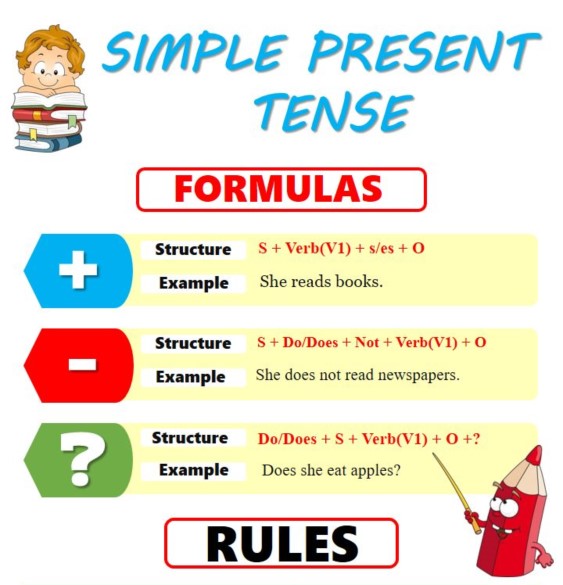 SIMPLE PRESENT
TENSE
FORMULAS
+
Structure S + Verb(V1) + s/es + O
Example She reads books.
-
Structure S + Do/Does + Not + Verb(V1) + O
Example She does not read newspapers.
?
Structure Do/Does + S + Verb(V1) + O +?
Example Does she eat apples?
RULES